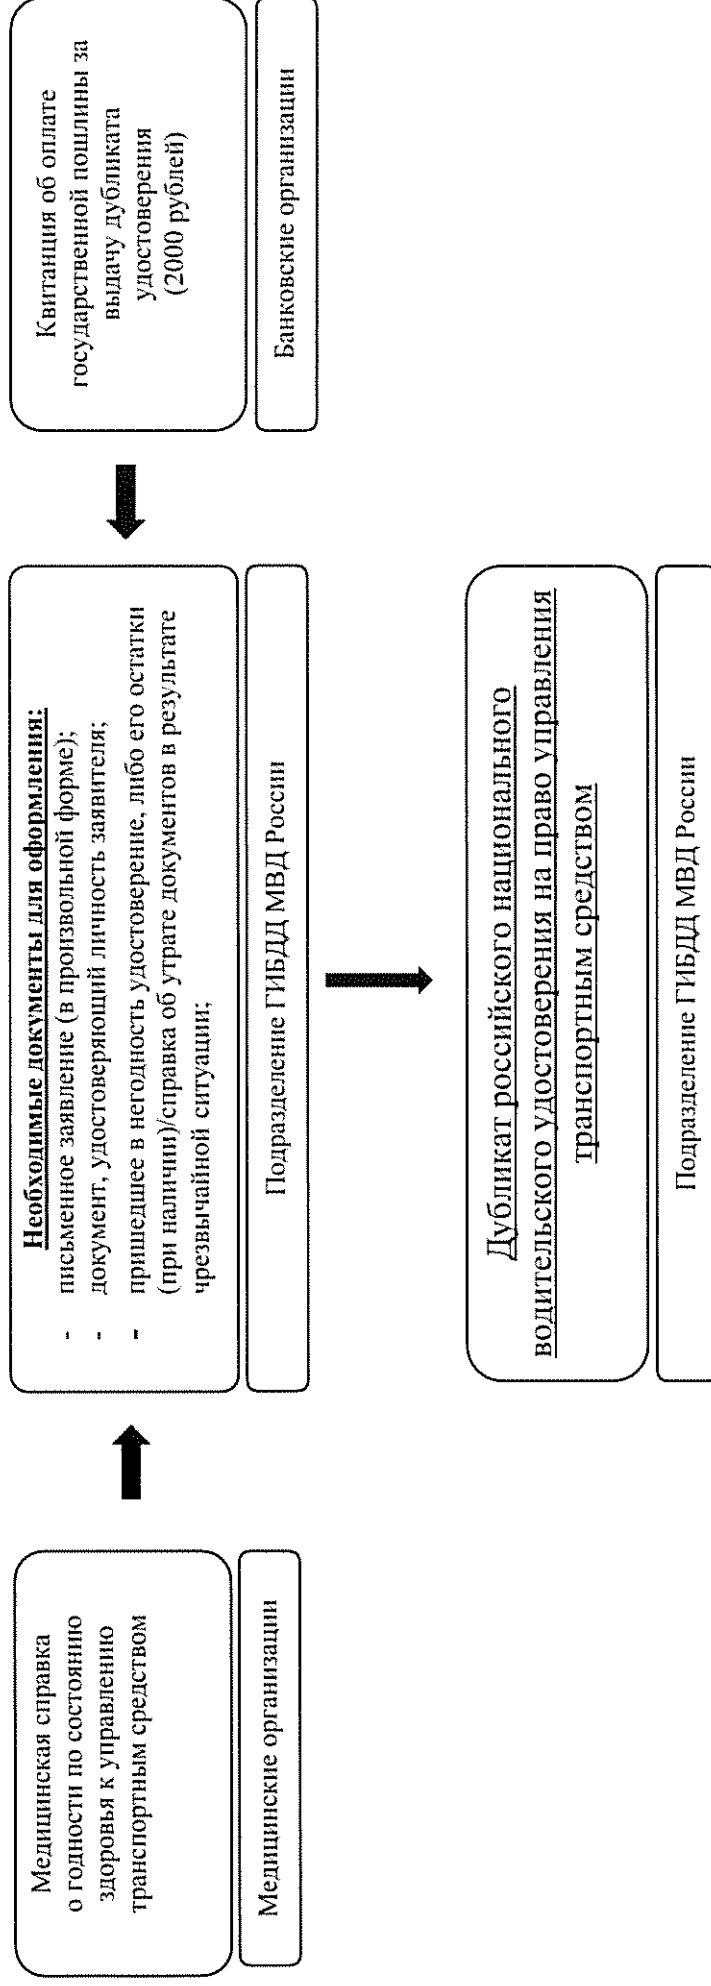 Медицинская справка
о годности по состоянию
здоровья к управлению
транспортным средством
Медицинские организации
Необходимые документы для оформления:
- письменное заявление (в произвольной форме);
- документ, удостоверяющий личность заявителя;
- пришедшее в негодность удостоверение, либо его остатки
(при наличии)/справка об утрате документов в результате
чрезвычайной ситуации;
Подразделение ГИБДД МВД России
Квитанция об оплате
государственной пошлины за
выдачу дубликата
удостоверения
(2000 рублей)
Банковские организации
Дубликат российского национального
водительского удостоверения на право управления
транспортным средством
Подразделение ГИБДД МВД России